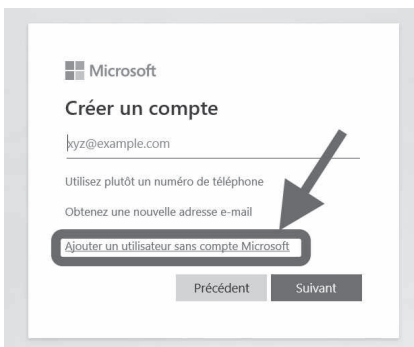 Microsoft
Créer un compte
xyz@example.com
Utilisez plutôt un numéro de téléphone
Obtenez une nouvelle adresse e-mail
Ajouter un utilisateur sans compte Microsoft
Précédent Suivant